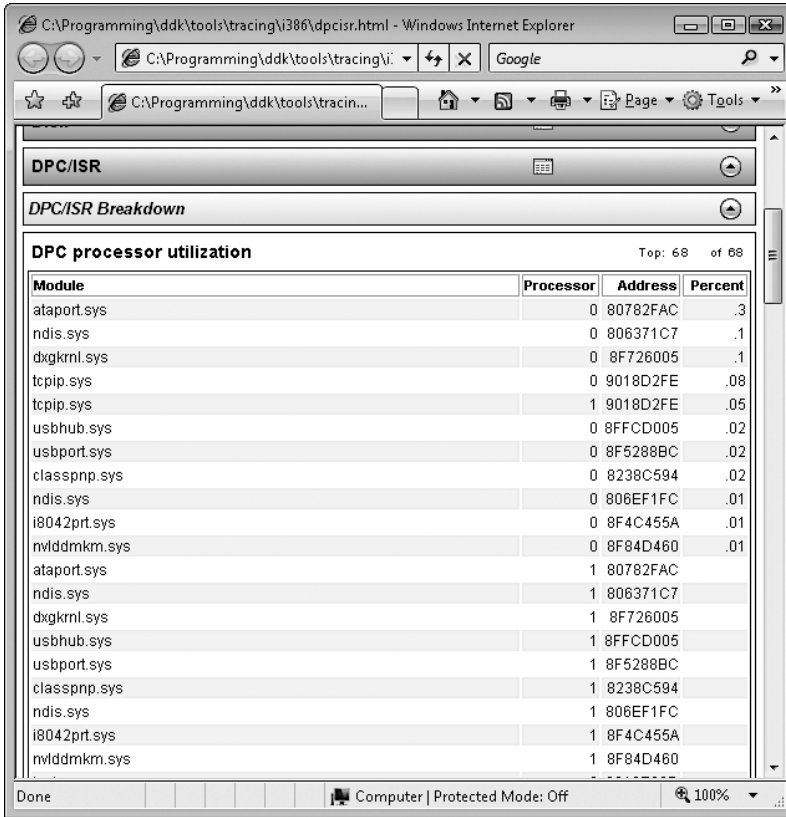 C:\Programming\ddk\tools\tracing\i386\dpcisr.html - Windows Internet Explorer
C:\Programming\ddk\tools\tracing\i: Google
C:\Programming\ddk\tools\tracin... Page Tools »
DPC/ISR
DPC/ISR Breakdown
DPC processor utilization Top: 68 of 68
Module Processor Address Percent
ataport.sys 0 80782FAC .3
ndis.sys 0 806371C7 .1
dxgkrnl.sys 0 8F726005 .1
tcpip.sys 0 9018D2FE .08
tcpip.sys 1 9018D2FE .05
usbhub.sys 0 8FFCD005 .02
usbport.sys 0 8F5288BC .02
classpnp.sys 0 8238C594 .02
ndis.sys 0 806EF1FC .01
i8042prt.sys 0 8F4C455A .01
nvlddmkm.sys 0 8F84D460 .01
ataport.sys 1 80782FAC
ndis.sys 1 806371C7
dxgkrnl.sys 1 8F726005
usbhub.sys 1 8FFCD005
usbport.sys 1 8F5288BC
classpnp.sys 1 8238C594
ndis.sys 1 806EF1FC
i8042prt.sys 1 8F4C455A
nvlddmkm.sys 1 8F84D460
Done Computer | Protected Mode: Off 100%